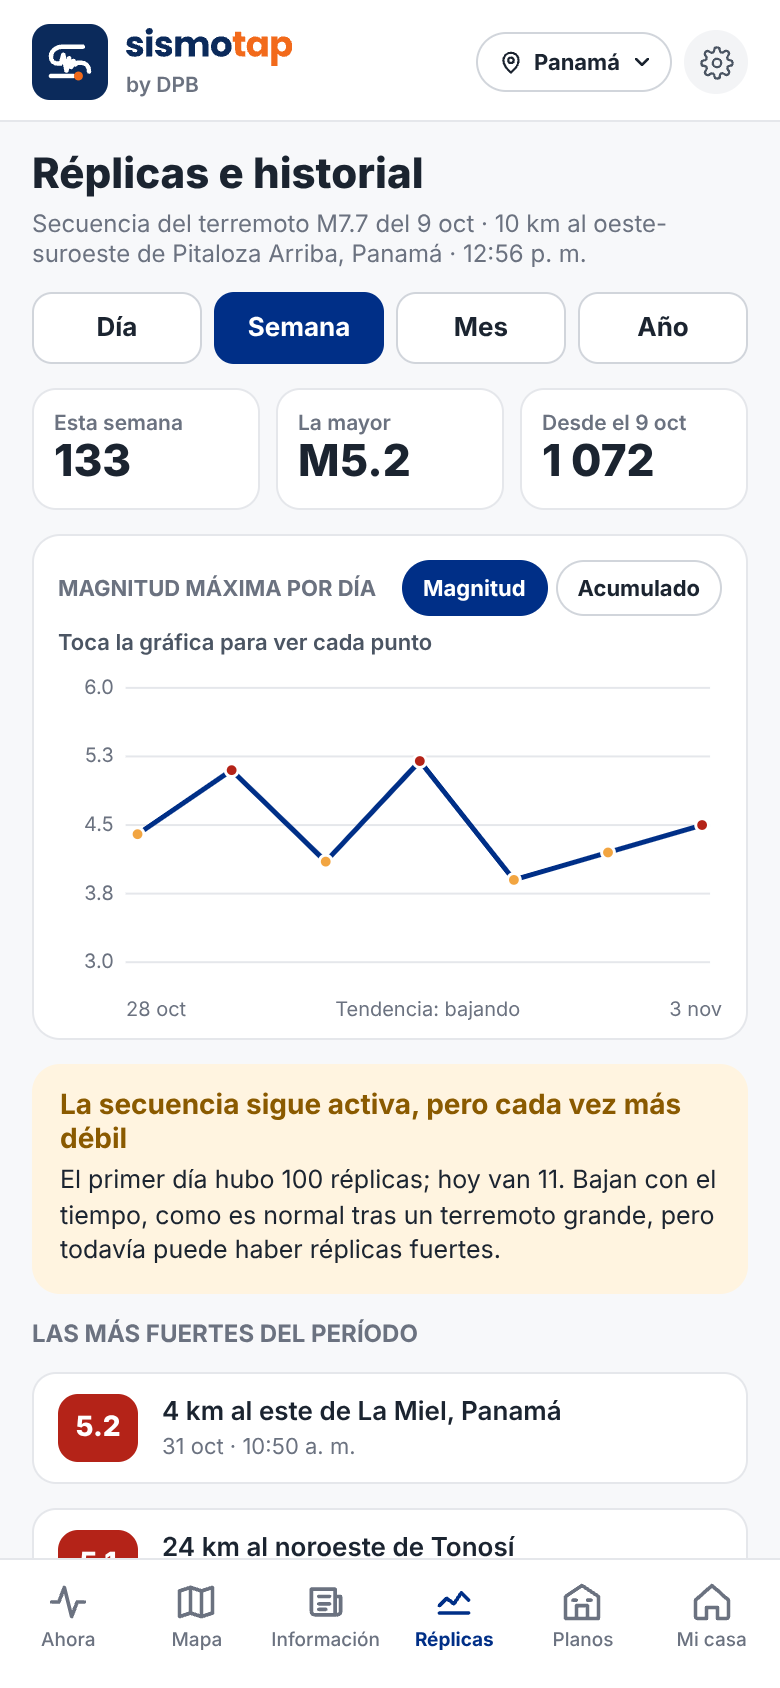 sismotap
by DPB
Panamá
Réplicas e historial
Secuencia del terremoto M7.7 del 9 oct · 10 km al oeste-
suroeste de Pitaloza Arriba, Panamá · 12:56 p. m.
Día
Semana
Mes
Año
Esta semana
133
La mayor
M5.2
Desde el 9 oct
1 072
MAGNITUD MÁXIMA POR DÍA
Magnitud
Acumulado
Toca la gráfica para ver cada punto
6.0
5.3
4.5
3.8
3.0
28 oct
Tendencia: bajando
3 nov
La secuencia sigue activa, pero cada vez más
débil
El primer día hubo 100 réplicas; hoy van 11. Bajan con el
tiempo, como es normal tras un terremoto grande, pero
todavía puede haber réplicas fuertes.
LAS MÁS FUERTES DEL PERÍODO
5.2
4 km al este de La Miel, Panamá
31 oct · 10:50 a. m.
5.1
24 km al noroeste de Tonosí
Ahora
Mapa
Información
Réplicas
Planos
Mi casa